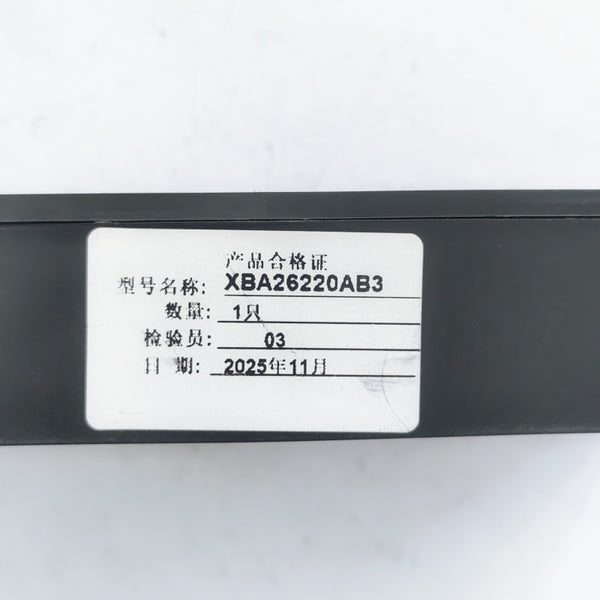 产品合格证
型号名称: XBA26220AB3
数量: 1只
检验员: 03
日 期: 2025年11月